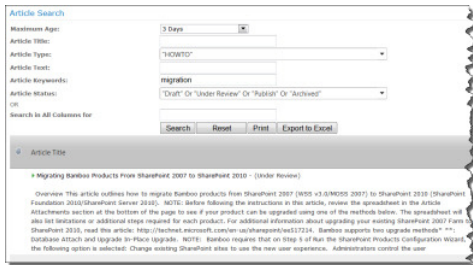 Article Search
Maximum Age: 3 Days
Article Title:
Article Type: "HOWTO"
Article Text:
Article Keywords: migration
Article Status: "Draft" Or "Under Review" Or "Publish" Or "Archived"
OR
Search in All Columns for
Search Reset Print Export to Excel
Article Title
Migrating Bamboo Products From SharePoint 2007 to SharePoint 2010 - (Under Review)
Overview This article outlines how to migrate Bamboo products from SharePoint 2007 (WSS v3.0/MOSS 2007) to SharePoint 2010 (SharePoint
Foundation 2010/SharePoint Server 2010). NOTE: Before following the instructions in this article, review the spreadsheet in the Article
Attachments section at the bottom of the page to see if your product can be upgraded using one of the methods below. The spreadsheet will
also list limitations or additional steps required for each product. For additional information about upgrading your existing SharePoint 2007 Farm to
SharePoint 2010, read this article: http://technet.microsoft.com/en-us/sharepoint/ee517214. Bamboo supports two upgrade methods* **:
Database Attach and Upgrade In-Place Upgrade. NOTE: Bamboo requires that on Step 5 of Run the SharePoint Products Configuration Wizard,
the following option is selected: Change existing SharePoint sites to use the new user experience. Administrators control the user